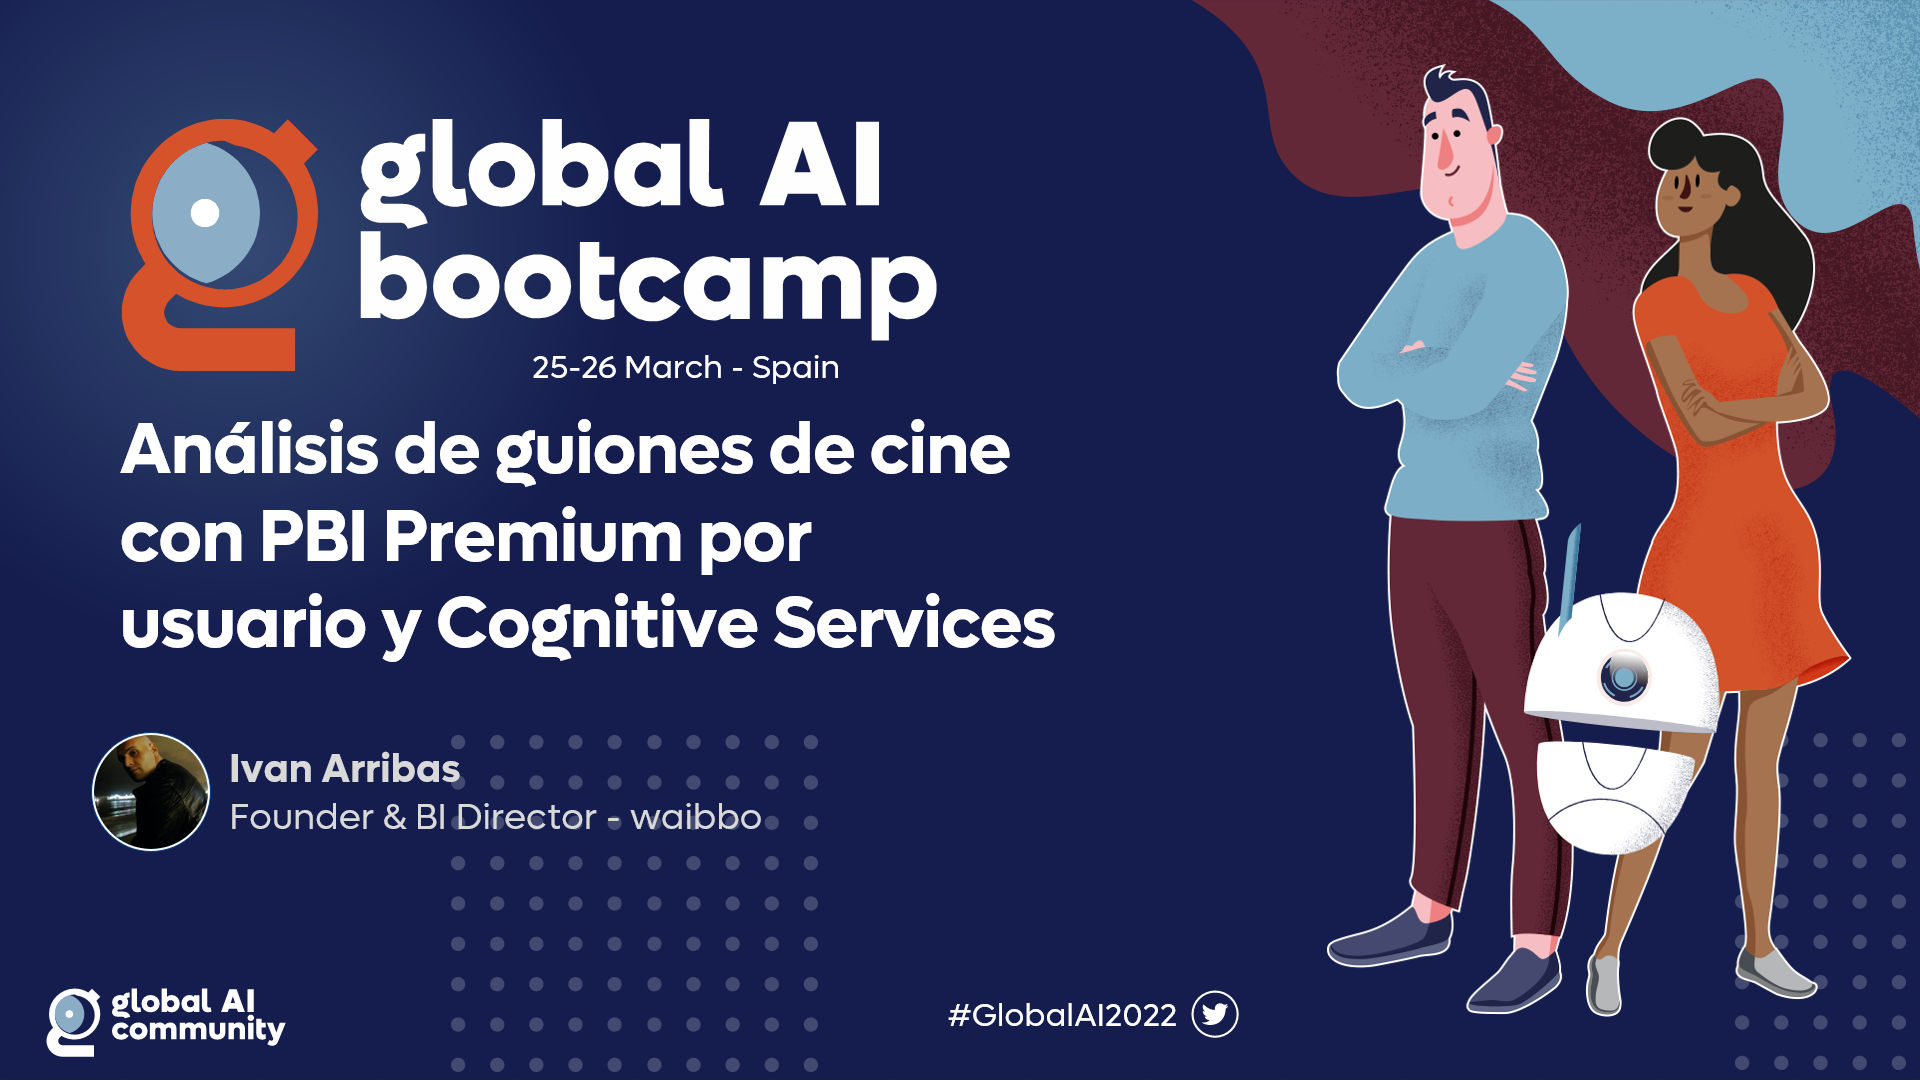 global AI
bootcamp
25-26 March - Spain
Análisis de guiones de cine
con PBI Premium por
usuario y Cognitive Services
Ivan Arribas
Founder & BI Director - waibbo
global AI
community
#GlobalAI2022